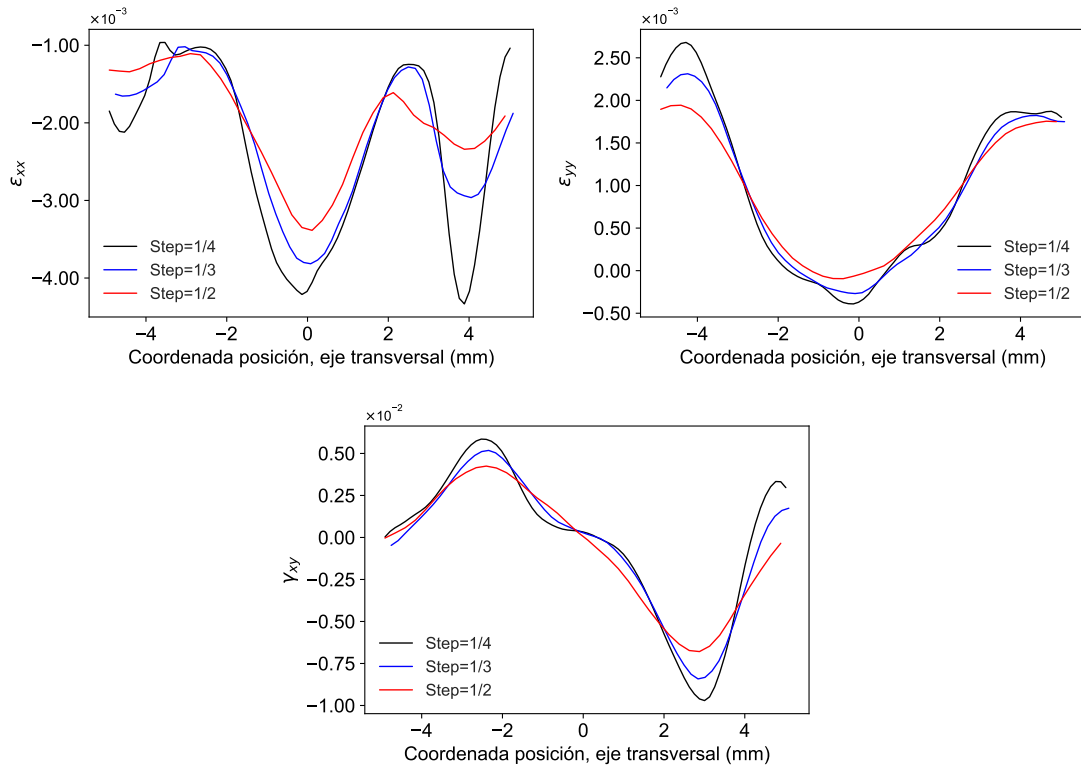 ×10⁻³
−1.00
−2.00
−3.00
−4.00
εxx
Step=1/4
Step=1/3
Step=1/2
−4 −2 0 2 4
Coordenada posición, eje transversal (mm)
×10⁻³
2.50
2.00
1.50
1.00
0.50
0.00
−0.50
εyy
Step=1/4
Step=1/3
Step=1/2
−4 −2 0 2 4
Coordenada posición, eje transversal (mm)
×10⁻²
0.50
0.25
0.00
−0.25
−0.50
−0.75
−1.00
γxy
Step=1/4
Step=1/3
Step=1/2
−4 −2 0 2 4
Coordenada posición, eje transversal (mm)